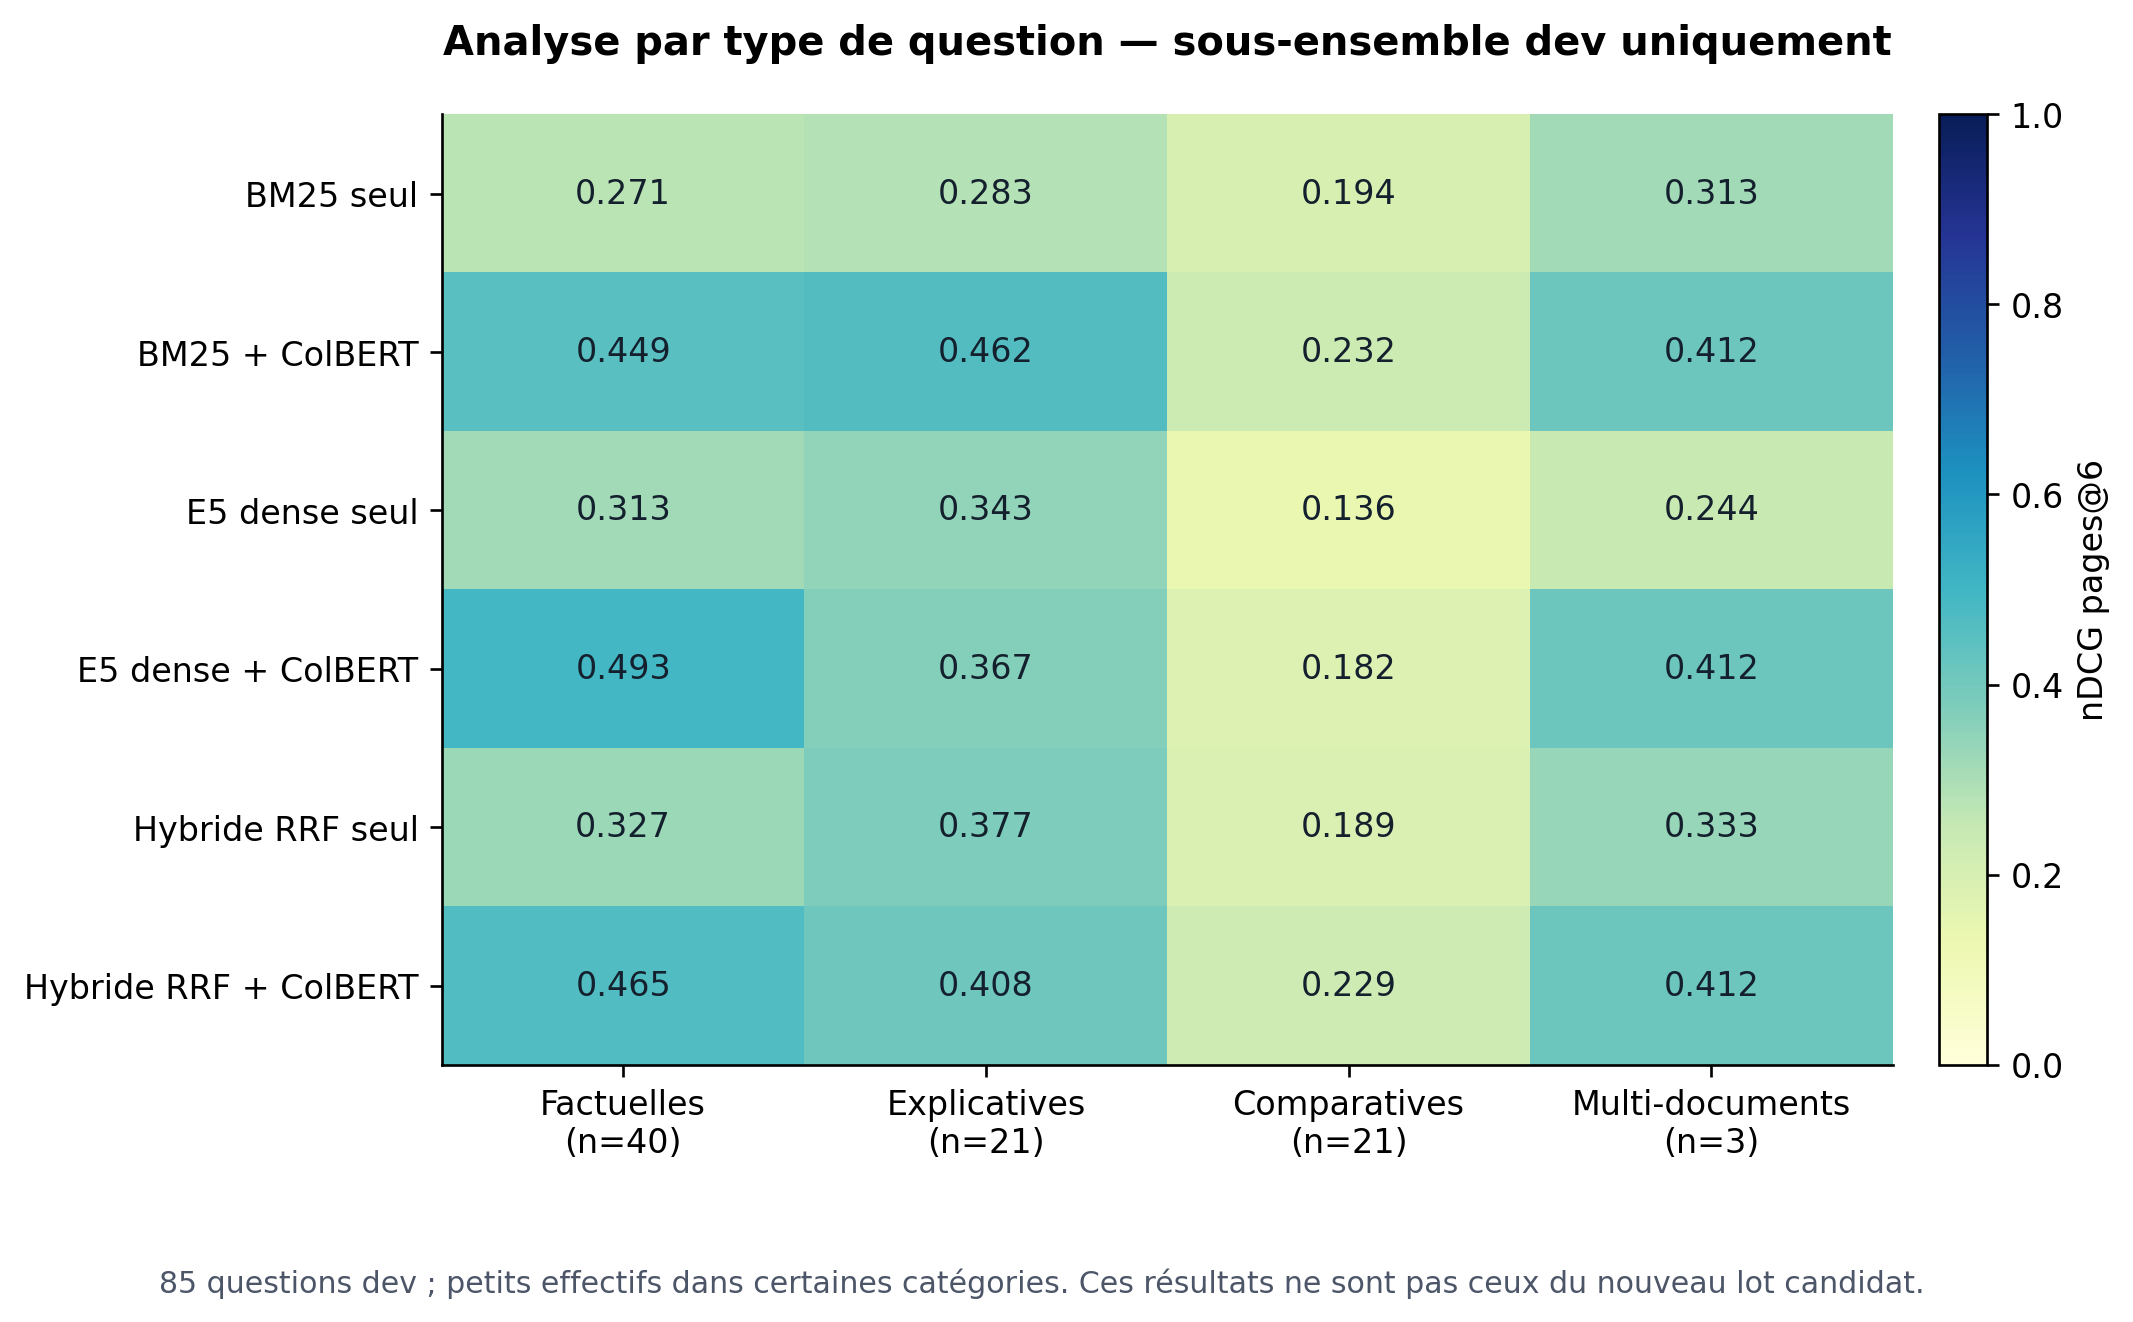 Analyse par type de question — sous-ensemble dev uniquement
BM25 seul
0.271
0.283
0.194
0.313
BM25 + ColBERT
0.449
0.462
0.232
0.412
E5 dense seul
0.313
0.343
0.136
0.244
E5 dense + ColBERT
0.493
0.367
0.182
0.412
Hybride RRF seul
0.327
0.377
0.189
0.333
Hybride RRF + ColBERT
0.465
0.408
0.229
0.412
Factuelles
(n=40)
Explicatives
(n=21)
Comparatives
(n=21)
Multi-documents
(n=3)
1.0
0.8
0.6
0.4
0.2
0.0
nDCG pages@6
85 questions dev ; petits effectifs dans certaines catégories. Ces résultats ne sont pas ceux du nouveau lot candidat.